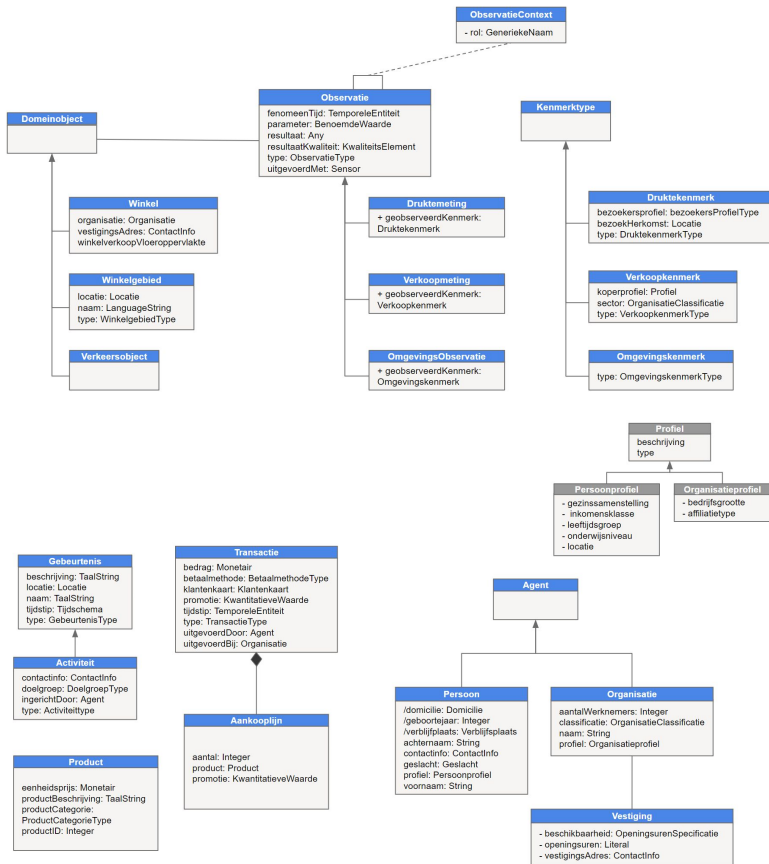 ObservatieContext
- rol: GeneriekeNaam
Observatie
fenomeenTijd: TemporeleEntiteit
parameter: BenoemdeWaarde
resultaat: Any
resultaatKwaliteit: KwaliteitsElement
type: ObservatieType
uitgevoerdMet: Sensor
Domeinobject
Kenmerktype
Winkel
organisatie: Organisatie
vestigingsAdres: ContactInfo
winkelverkoopVloeroppervlakte
Winkelgebied
locatie: Locatie
naam: LanguageString
type: WinkelgebiedType
Verkeersobject
Druktemeting
+ geobserveerdKenmerk:
Druktekenmerk
Verkoopmeting
+ geobserveerdKenmerk:
Verkoopkenmerk
OmgevingsObservatie
+ geobserveerdKenmerk:
Omgevingskenmerk
Druktekenmerk
bezoekersprofiel: bezoekersProfielType
bezoekHerkomst: Locatie
type: DruktekenmerkType
Verkoopkenmerk
koperprofiel: Profiel
sector: OrganisatieClassificatie
type: VerkoopkenmerkType
Omgevingskenmerk
type: OmgevingskenmerkType
Profiel
beschrijving
type
Persoonprofiel
- gezinssamenstelling
- inkomensklasse
- leeftijdsgroep
- onderwijsniveau
- locatie
Organisatieprofiel
- bedrijfsgrootte
- affiliatietype
Gebeurtenis
beschrijving: TaalString
locatie: Locatie
naam: TaalString
tijdstip: Tijdschema
type: GebeurtenisType
Activiteit
contactinfo: ContactInfo
doelgroep: DoelgroepType
ingerichtDoor: Agent
type: Activiteittype
Product
eenheidsprijs: Monetair
productBeschrijving: TaalString
productCategorie:
ProductCategorieType
productID: Integer
Transactie
bedrag: Monetair
betaalmethode: BetaalmethodeType
klantenkaart: Klantenkaart
promotie: KwantitatieveWaarde
tijdstip: TemporeleEntiteit
type: TransactieType
uitgevoerdDoor: Agent
uitgevoerdBij: Organisatie
Aankooplijn
aantal: Integer
product: Product
promotie: KwantitatieveWaarde
Agent
Persoon
/domicilie: Domicilie
/geboortejaar: Integer
/verblijfplaats: Verblijfsplaats
achternaam: String
contactinfo: ContactInfo
geslacht: Geslacht
profiel: Persoonprofiel
voornaam: String
Organisatie
aantalWerknemers: Integer
classificatie: OrganisatieClassificatie
naam: String
profiel: Organisatieprofiel
Vestiging
- beschikbaarheid: OpeningsurenSpecificatie
- openingsuren: Literal
- vestigingsAdres: ContactInfo